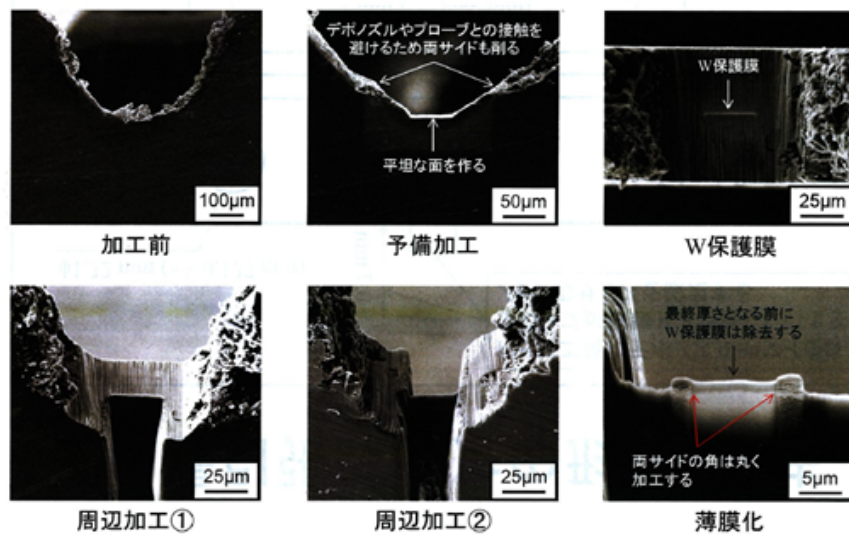 デポノズルやプローブとの接触を
避けるため両サイドも削る
平坦な面を作る
W保護膜
100μm
50μm
25μm
加工前
予備加工
W保護膜
最終厚さとなる前に
W保護膜は除去する
両サイドの角は丸く
加工する
25μm
25μm
5μm
周辺加工①
周辺加工②
薄膜化